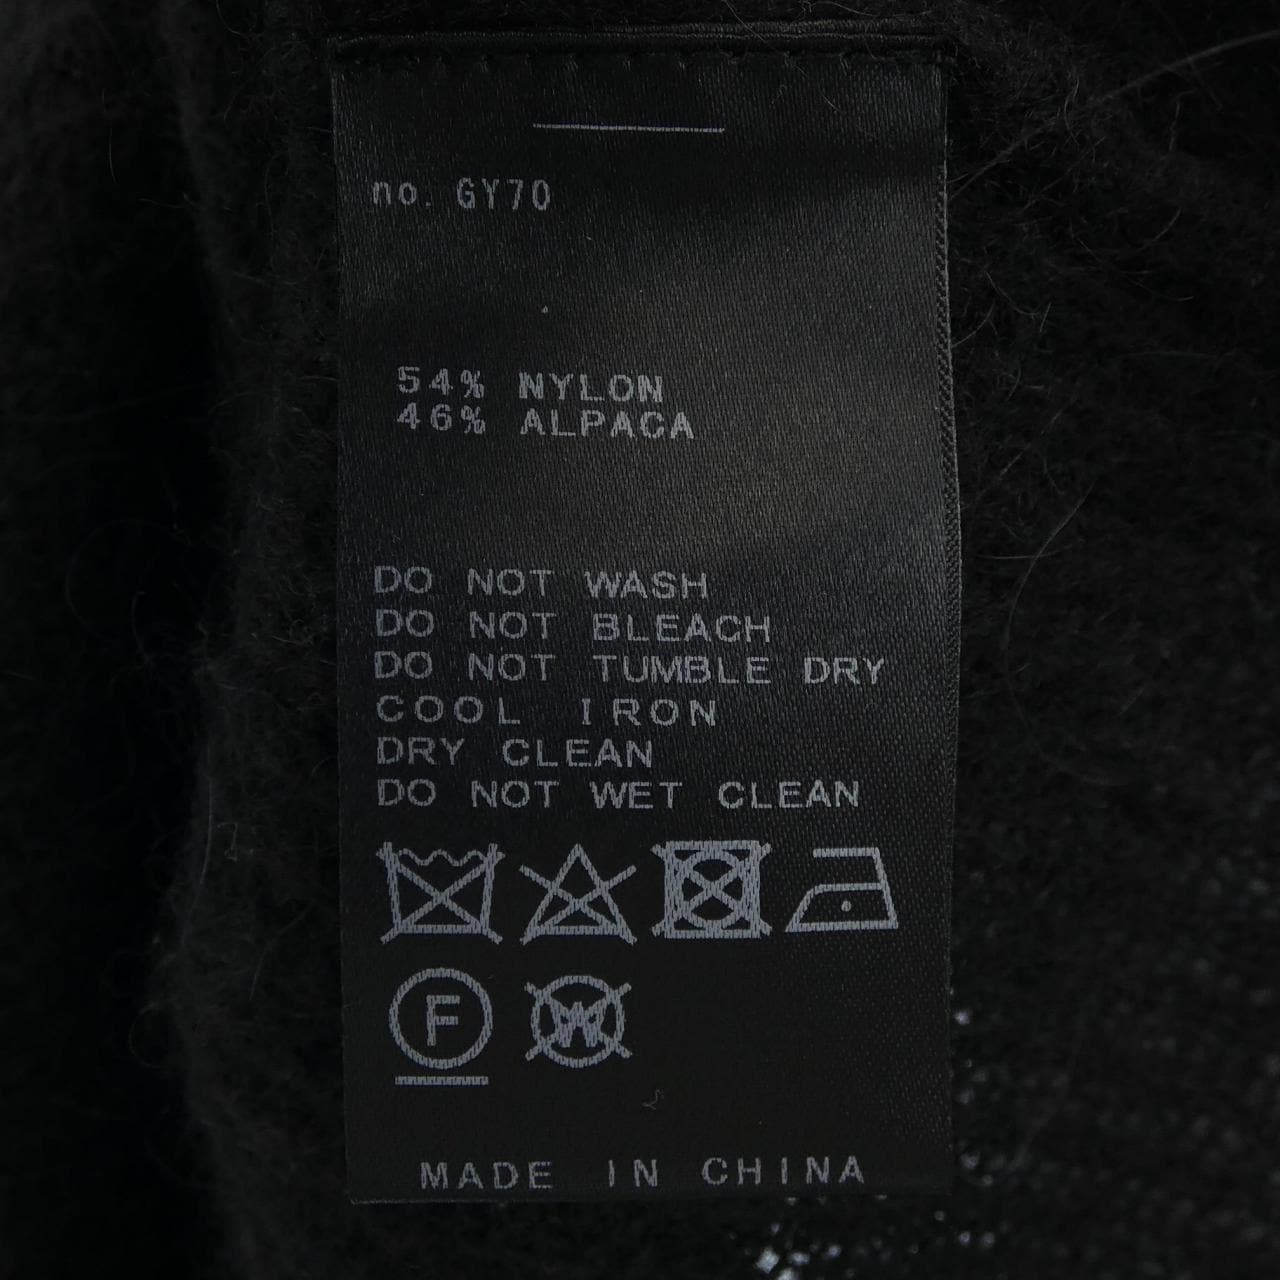 no. GY70
54% NYLON
46% ALPACA
DO NOT WASH
DO NOT BLEACH
DO NOT TUMBLE DRY
COOL IRON
DRY CLEAN
DO NOT WET CLEAN
F W
MADE IN CHINA